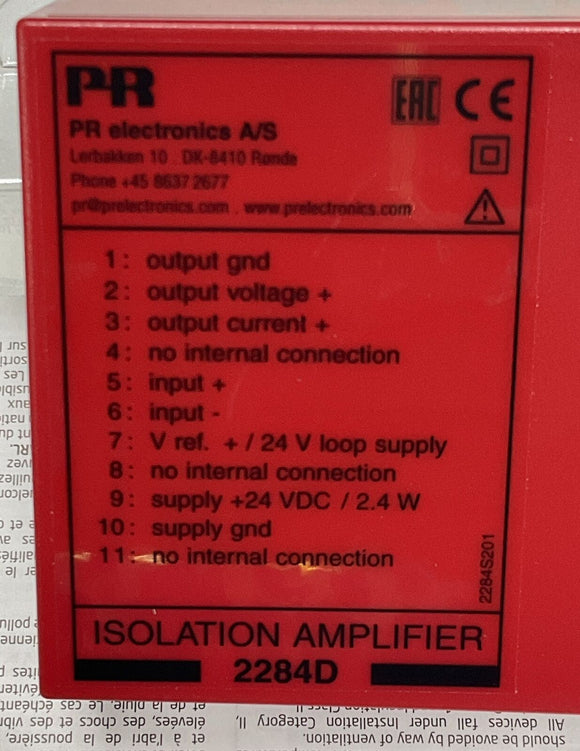 PR
PR electronics A/S
Lerbakken 10 . DK-8410 Rønde
Phone +45 8637 2677
pr@prelectronics.com . www.prelectronics.com
EAC CE
1: output gnd
2: output voltage +
3: output current +
4: no internal connection
5: input +
6: input -
7: V ref. + / 24 V loop supply
8: no internal connection
9: supply +24 VDC / 2.4 W
10: supply gnd
11: no internal connection
2284S201
ISOLATION AMPLIFIER
2284D
should be avoided by way of ventilation.
All devices fall under Installation Category II,
et à l'abri de la poussière,
élevées, des chocs et des
et de la pluie. Le cas échéant